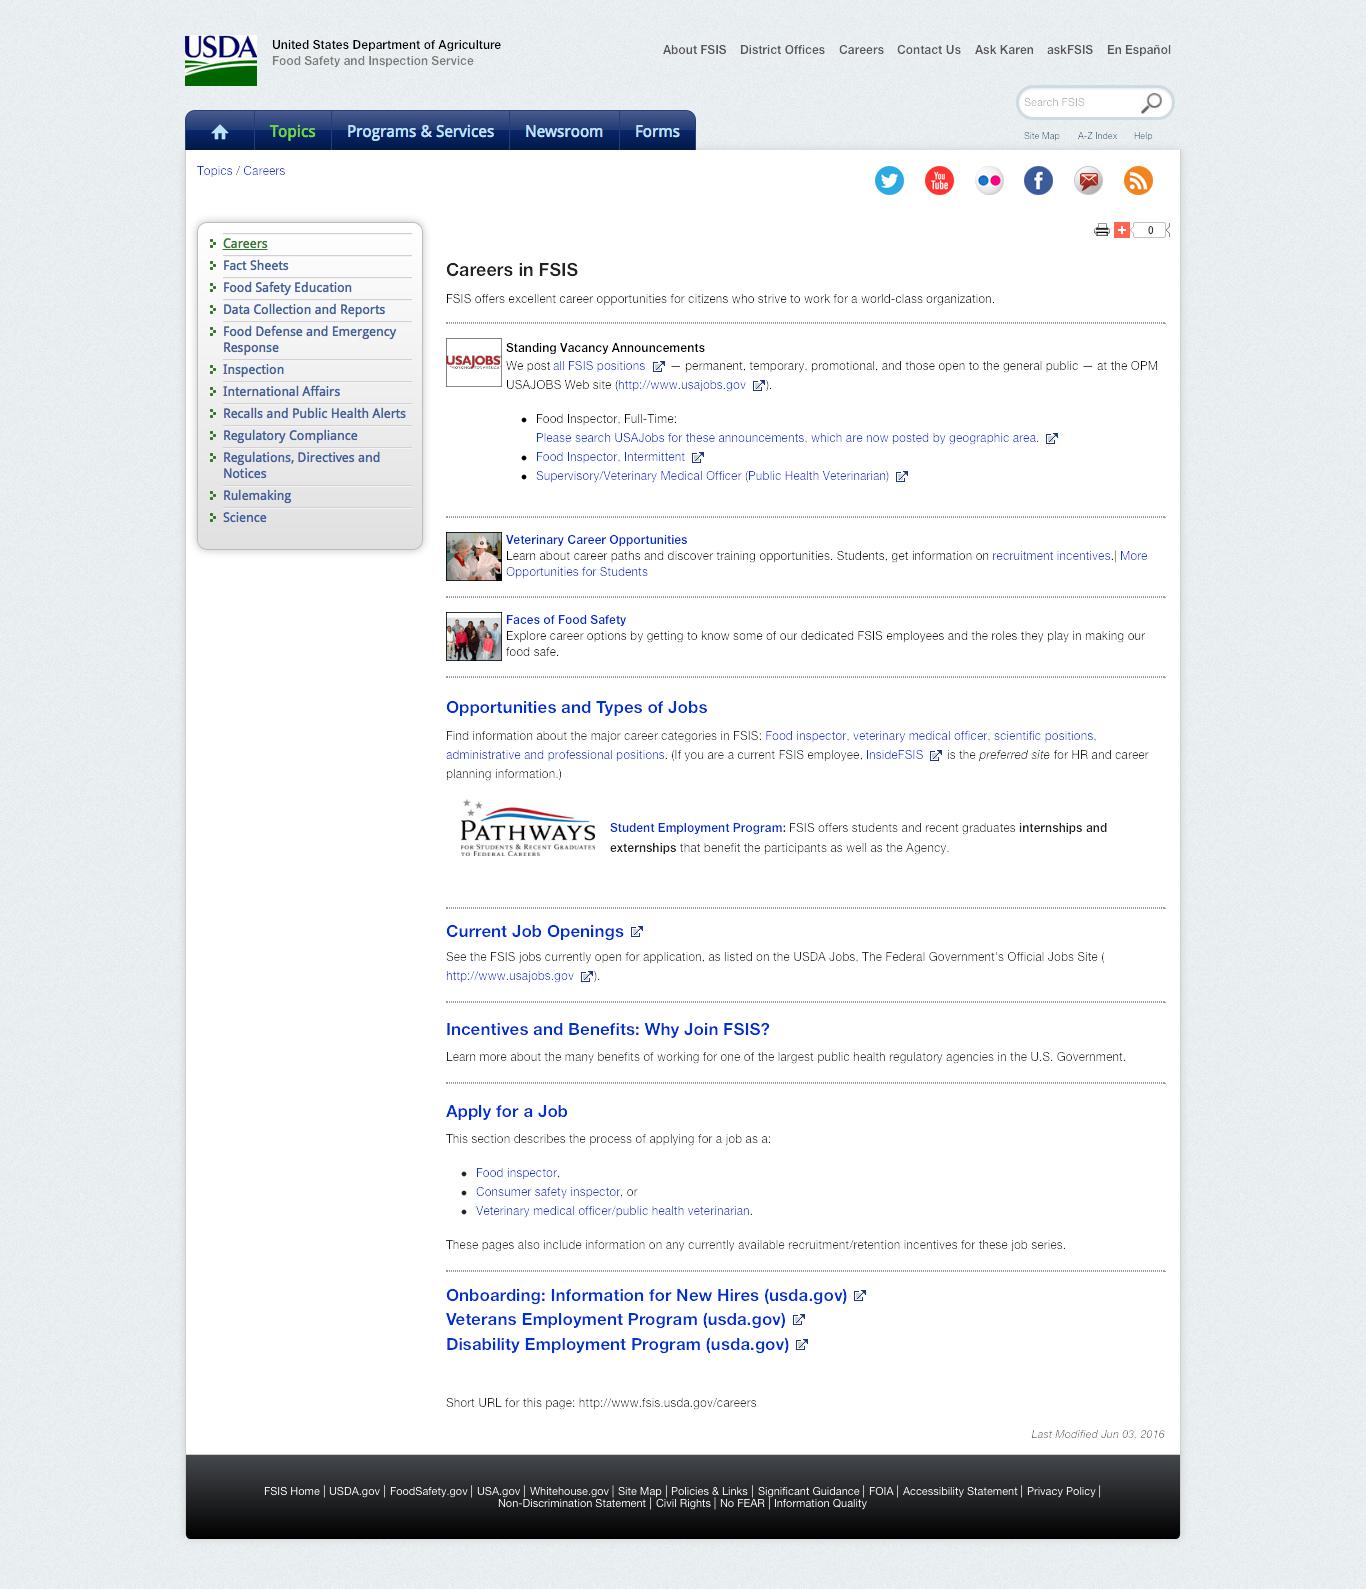 USDA
United States Department of Agriculture
Food Safety and Inspection Service
About FSIS District Offices Careers Contact Us Ask Karen askFSIS En Español
Search FSIS
Site Map A-Z Index Help
Topics Programs & Services Newsroom Forms
Topics / Careers
You Tube
0
Careers
Fact Sheets
Food Safety Education
Data Collection and Reports
Food Defense and Emergency
Response
Inspection
International Affairs
Recalls and Public Health Alerts
Regulatory Compliance
Regulations, Directives and
Notices
Rulemaking
Science
Careers in FSIS
FSIS offers excellent career opportunities for citizens who strive to work for a world-class organization.
USAJOBS
Standing Vacancy Announcements
We post all FSIS positions — permanent, temporary, promotional, and those open to the general public — at the OPM
USAJOBS Web site (http://www.usajobs.gov ).
Food Inspector, Full-Time:
Please search USAJobs for these announcements, which are now posted by geographic area.
Food Inspector, Intermittent
Supervisory/Veterinary Medical Officer (Public Health Veterinarian)
Veterinary Career Opportunities
Learn about career paths and discover training opportunities. Students, get information on recruitment incentives.| More
Opportunities for Students
Faces of Food Safety
Explore career options by getting to know some of our dedicated FSIS employees and the roles they play in making our
food safe.
Opportunities and Types of Jobs
Find information about the major career categories in FSIS: Food inspector, veterinary medical officer, scientific positions,
administrative and professional positions. (If you are a current FSIS employee, InsideFSIS is the preferred site for HR and career
planning information.)
PATHWAYS
FOR STUDENTS & RECENT GRADUATES
TO FEDERAL CAREERS
Student Employment Program: FSIS offers students and recent graduates internships and
externships that benefit the participants as well as the Agency.
Current Job Openings
See the FSIS jobs currently open for application, as listed on the USDA Jobs, The Federal Government's Official Jobs Site (
http://www.usajobs.gov ).
Incentives and Benefits: Why Join FSIS?
Learn more about the many benefits of working for one of the largest public health regulatory agencies in the U.S. Government.
Apply for a Job
This section describes the process of applying for a job as a:
Food inspector,
Consumer safety inspector, or
Veterinary medical officer/public health veterinarian.
These pages also include information on any currently available recruitment/retention incentives for these job series.
Onboarding: Information for New Hires (usda.gov)
Veterans Employment Program (usda.gov)
Disability Employment Program (usda.gov)
Short URL for this page: http://www.fsis.usda.gov/careers
Last Modified Jun 03, 2016
FSIS Home | USDA.gov | FoodSafety.gov | USA.gov | Whitehouse.gov | Site Map | Policies & Links | Significant Guidance | FOIA | Accessibility Statement | Privacy Policy |
Non-Discrimination Statement | Civil Rights | No FEAR | Information Quality